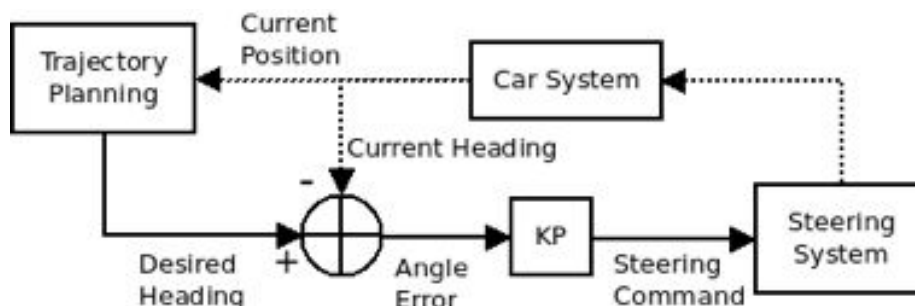 Current
Position
Trajectory
Planning
Car System
Current Heading
-
+
KP
Steering
System
Desired
Heading
Angle
Error
Steering
Command